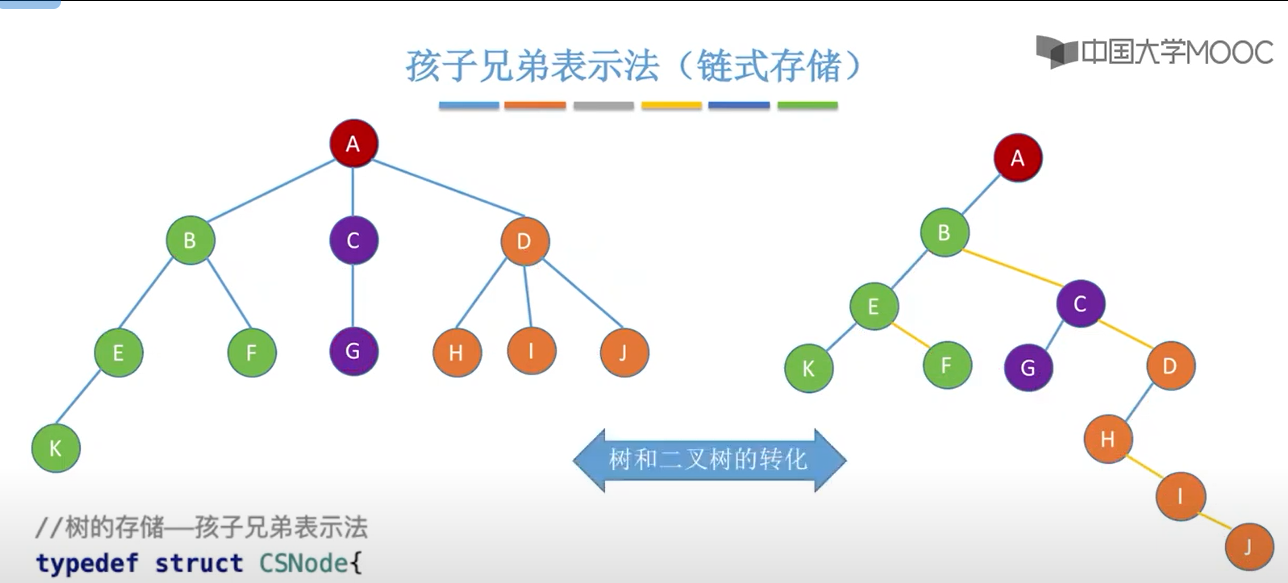 孩子兄弟表示法（链式存储）
中国大学MOOC
A
B
C
D
E
F
G
H
I
J
K
A
B
C
E
D
K
F
G
H
I
J
树和二叉树的转化
//树的存储——孩子兄弟表示法
typedef struct CSNode{